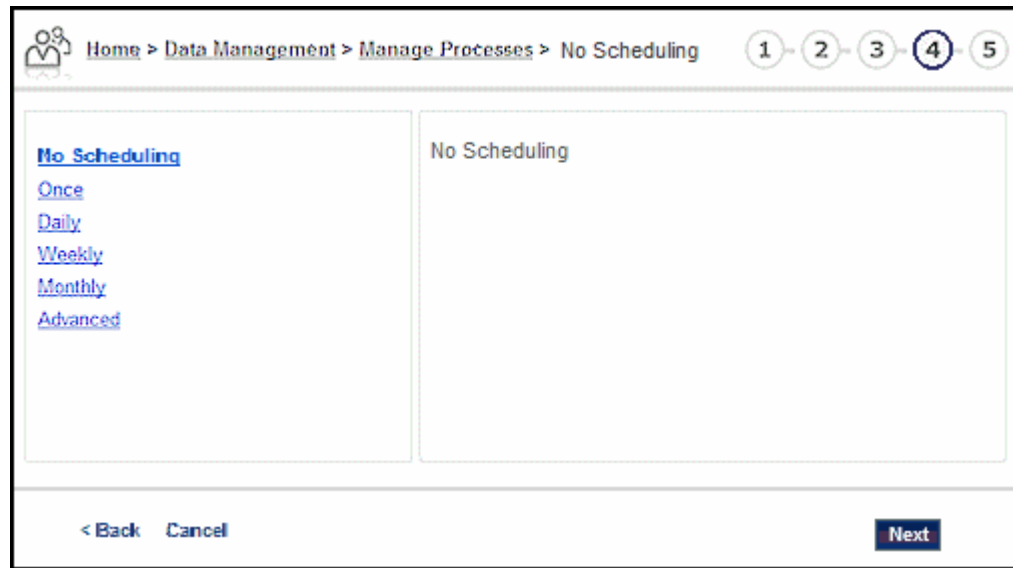 Home > Data Management > Manage Processes > No Scheduling 1 - 2 - 3 - 4 - 5
No Scheduling
Once
Daily
Weekly
Monthly
Advanced
No Scheduling
< Back Cancel Next